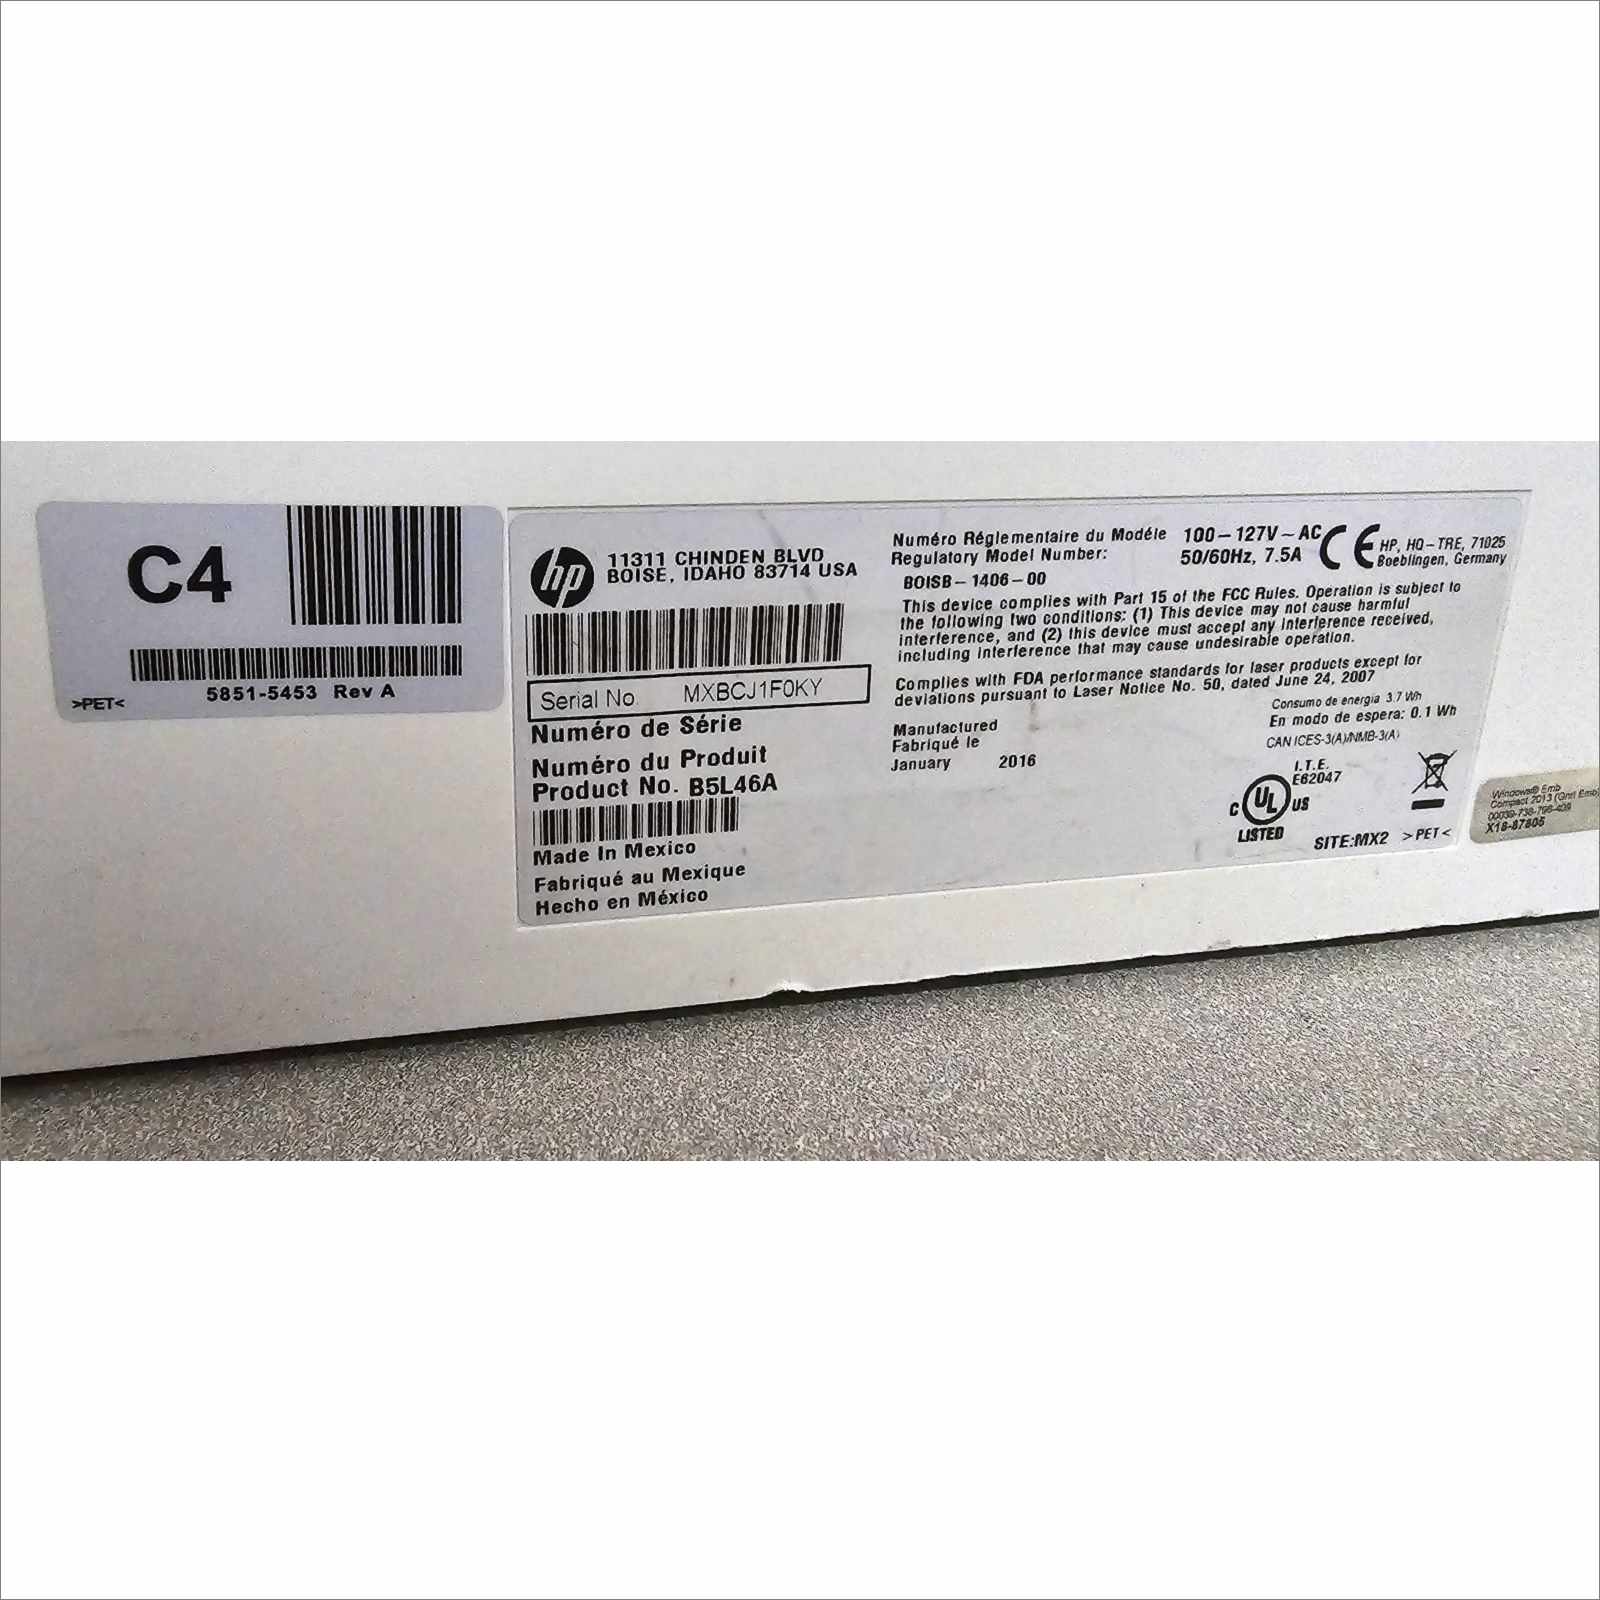 C4
5851-5453 Rev A
>PET<
hp
11311 CHINDEN BLVD
BOISE, IDAHO 83714 USA
Serial No. MXBCJ1F0KY
Numéro de Série
Numéro du Produit
Product No. B5L46A
Made In Mexico
Fabriqué au Mexique
Hecho en México
Numéro Réglementaire du Modéle
Regulatory Model Number:
BOISB-1406-00
100-127V~AC
50/60Hz, 7.5A
CE
HP, HQ-TRE, 71025
Boeblingen, Germany
This device complies with Part 15 of the FCC Rules. Operation is subject to
the following two conditions: (1) This device may not cause harmful
interference, and (2) this device must accept any interference received,
including interference that may cause undesirable operation.
Complies with FDA performance standards for laser products except for
deviations pursuant to Laser Notice No. 50, dated June 24, 2007
Consumo de energia 3.7 Wh
En modo de espera: 0.1 Wh
CAN ICES-3(A)/NMB-3(A)
Manufactured
Fabriqué le
January 2016
I.T.E.
E62047
C UL US
LISTED
SITE:MX2 >PET<
Windows® Emb
Compact 2013 (Gnrl Emb)
00039-738-796-409
X18-87805